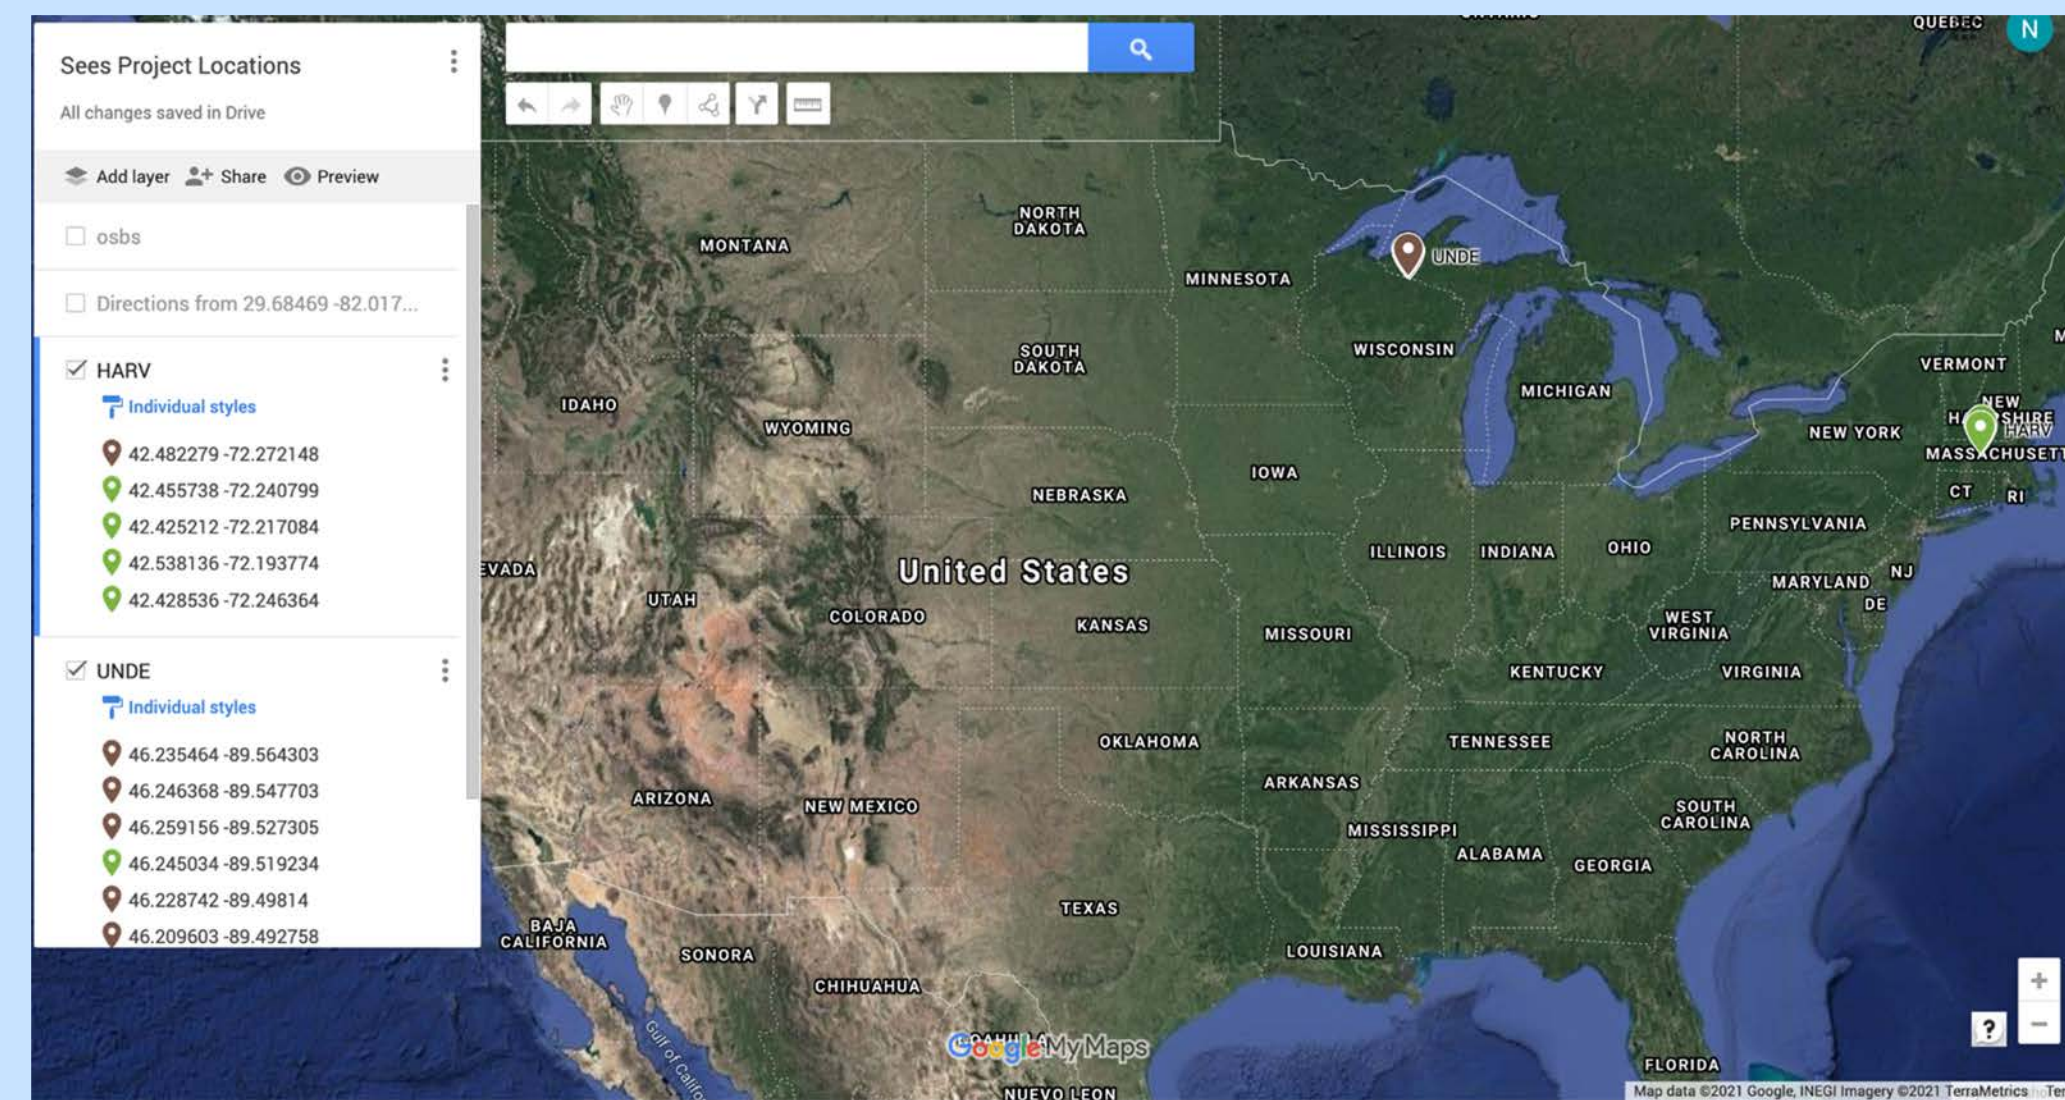 Sees Project Locations
All changes saved in Drive
Add layer Share Preview
osbs
Directions from 29.68469 -82.017...
HARV
Individual styles
42.482279 -72.272148
42.455738 -72.240799
42.425212 -72.217084
42.538136 -72.193774
42.428536 -72.246364
UNDE
Individual styles
46.235464 -89.564303
46.246368 -89.547703
46.259156 -89.527305
46.245034 -89.519234
46.228742 -89.49814
46.209603 -89.492758
QUEBEC
N
NORTH
DAKOTA
MONTANA
MINNESOTA
UNDE
SOUTH
DAKOTA
WISCONSIN
MICHIGAN
VERMONT
IDAHO
WYOMING
NEW
SHIRE
HARV
NEW YORK
MASSACHUSETT
IOWA
NEBRASKA
CT
RI
PENNSYLVANIA
ILLINOIS
INDIANA
OHIO
United States
EVADA
UTAH
COLORADO
KANSAS
MISSOURI
MARYLAND
NJ
DE
WEST
VIRGINIA
KENTUCKY
VIRGINIA
OKLAHOMA
TENNESSEE
NORTH
CAROLINA
ARKANSAS
ARIZONA
NEW MEXICO
SOUTH
CAROLINA
MISSISSIPPI
ALABAMA
GEORGIA
TEXAS
BAJA
CALIFORNIA
SONORA
LOUISIANA
CHIHUAHUA
Gulf of Califo
Google My Maps
FLORIDA
NUEVO LEON
?
Map data ©2021 Google, INEGI Imagery ©2021 TerraMetrics